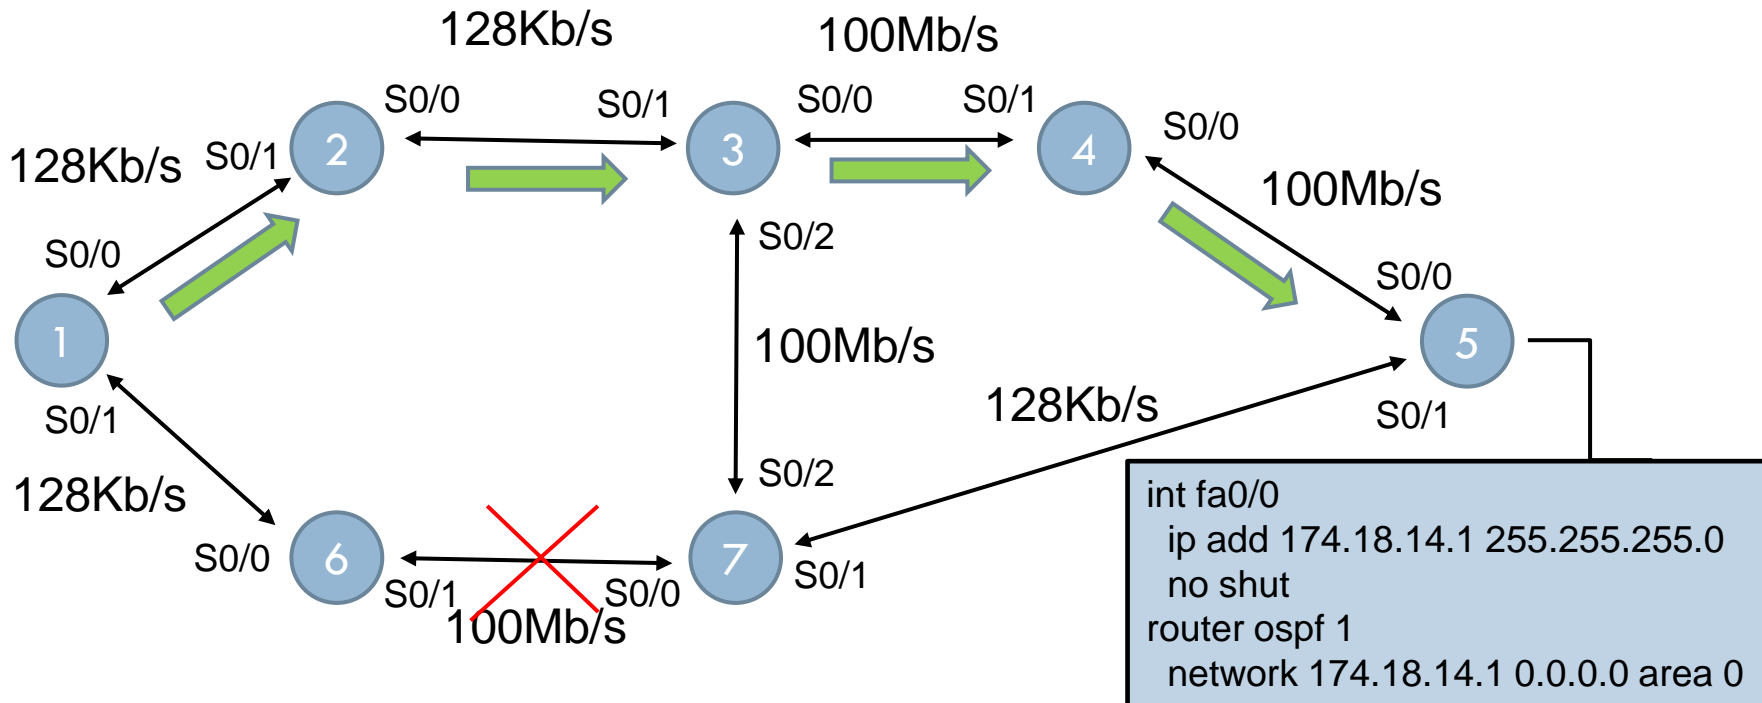 128Kb/s
100Mb/s
S0/0
S0/1
S0/0
S0/1
S0/0
128Kb/s
S0/1
2
3
4
100Mb/s
S0/0
S0/2
S0/0
1
100Mb/s
5
S0/1
128Kb/s
S0/1
128Kb/s
S0/2
S0/0
6
S0/1
S0/0
7
S0/1
100Mb/s
int fa0/0
ip add 174.18.14.1 255.255.255.0
no shut
router ospf 1
network 174.18.14.1 0.0.0.0 area 0